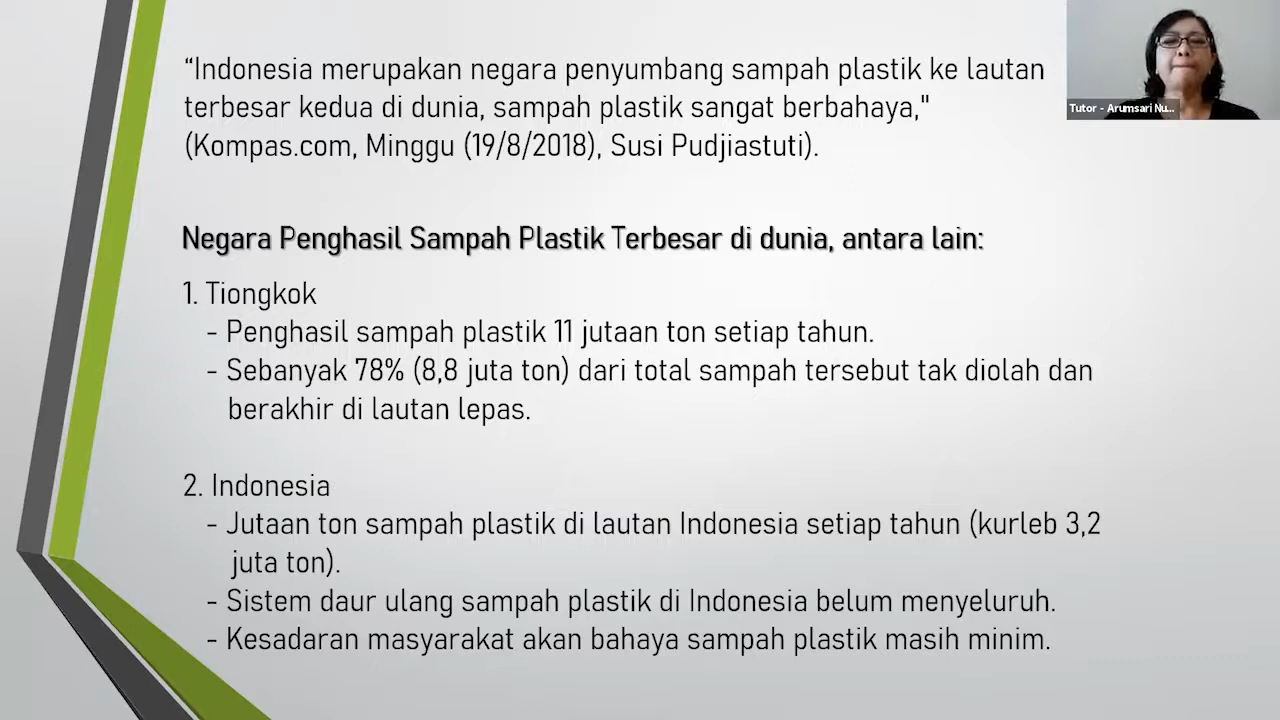 “Indonesia merupakan negara penyumbang sampah plastik ke lautan
terbesar kedua di dunia, sampah plastik sangat berbahaya,"
(Kompas.com, Minggu (19/8/2018), Susi Pudjiastuti).
Tutor - Arumsari Nu...
Negara Penghasil Sampah Plastik Terbesar di dunia, antara lain:
1. Tiongkok
- Penghasil sampah plastik 11 jutaan ton setiap tahun.
- Sebanyak 78% (8,8 juta ton) dari total sampah tersebut tak diolah dan
berakhir di lautan lepas.
2. Indonesia
- Jutaan ton sampah plastik di lautan Indonesia setiap tahun (kurleb 3,2
juta ton).
- Sistem daur ulang sampah plastik di Indonesia belum menyeluruh.
- Kesadaran masyarakat akan bahaya sampah plastik masih minim.